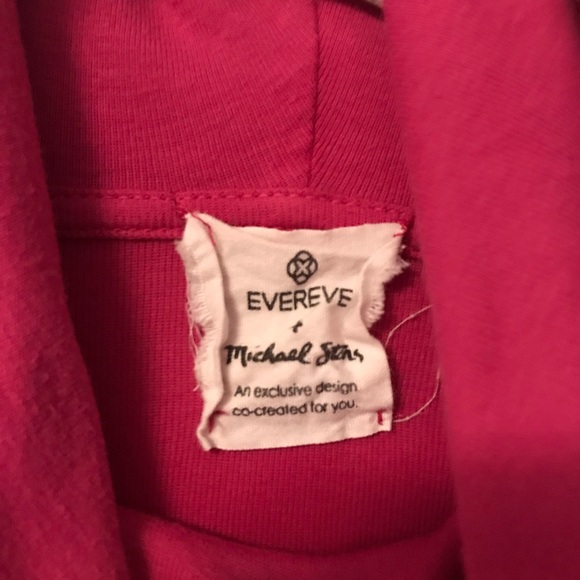 EVEREVE
+
Michael Stars
An exclusive design
co-created for you.